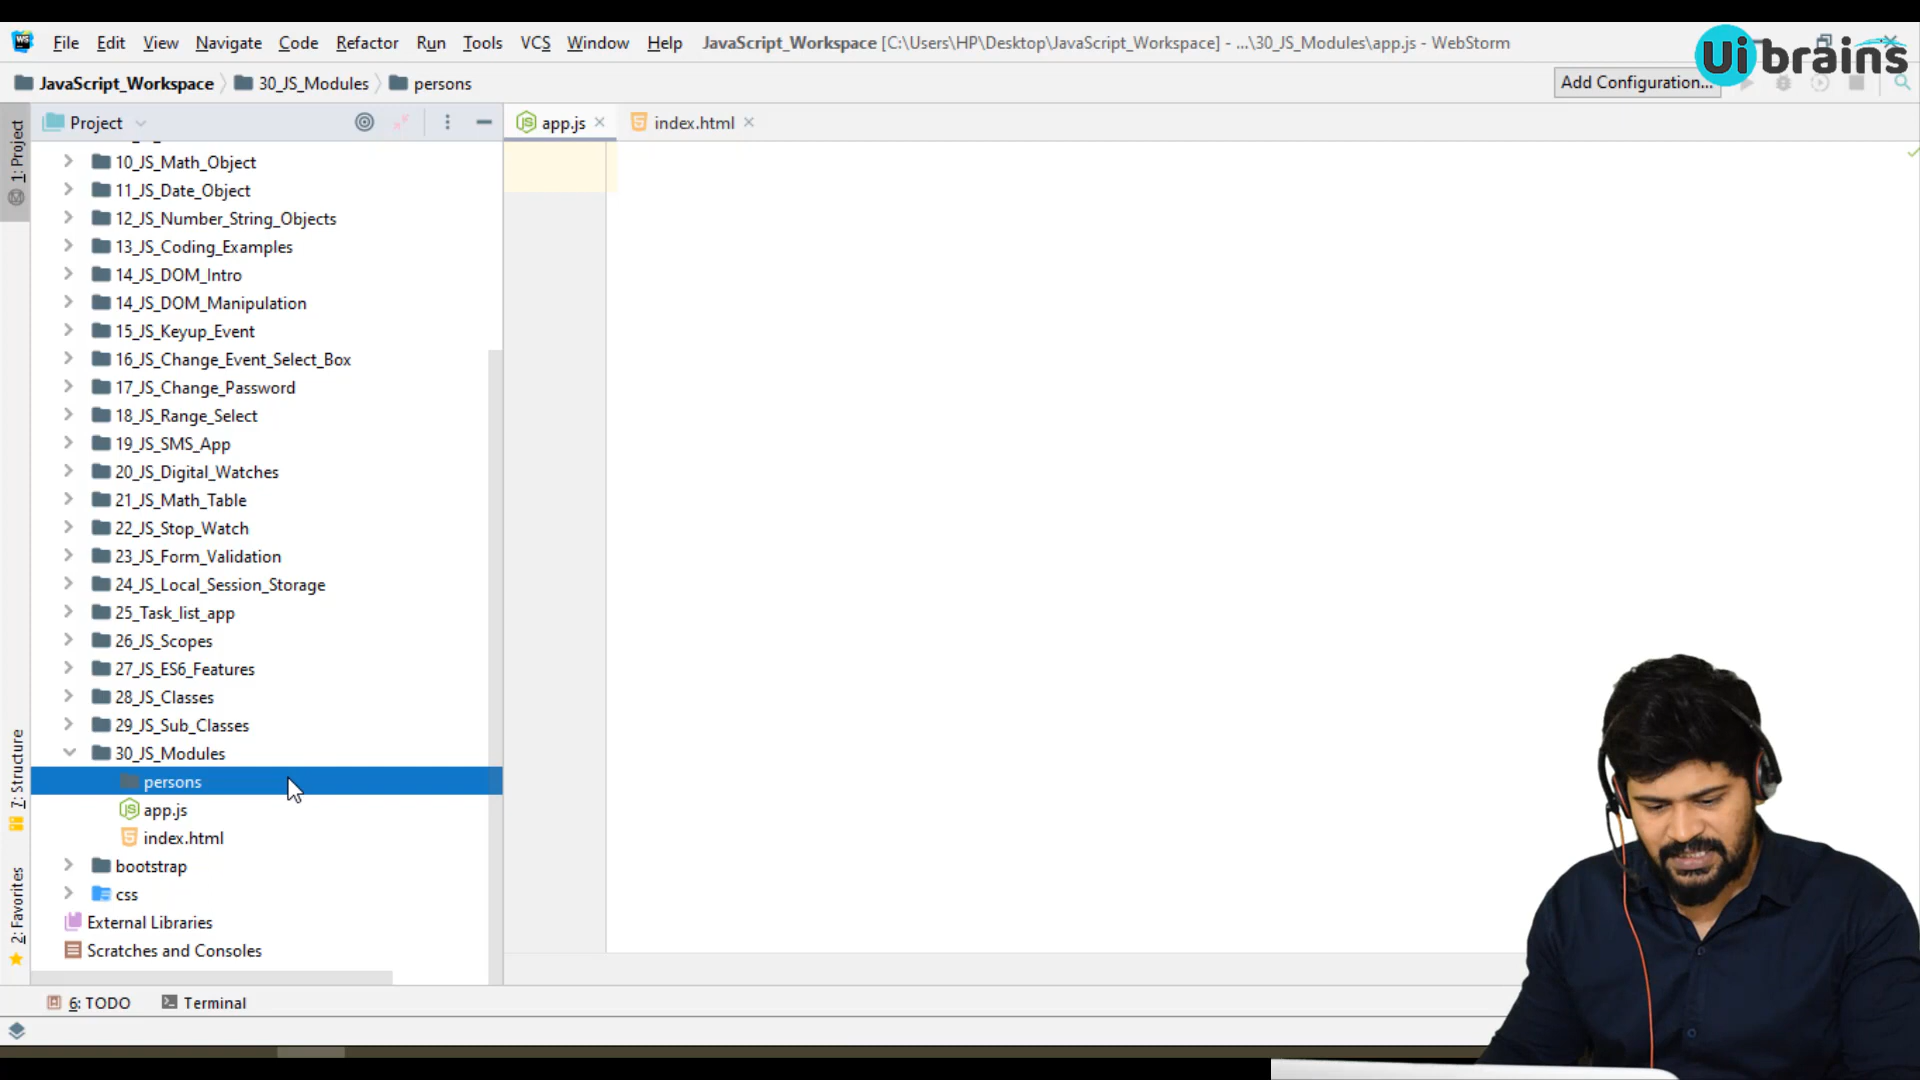 File Edit View Navigate Code Refactor Run Tools VCS Window Help JavaScript_Workspace [C:\Users\HP\Desktop\JavaScript_Workspace] - ...\30_JS_Modules\app.js - WebStorm
Ui brains
JavaScript_Workspace 30_JS_Modules persons
Add Configuration...
Project
app.js
index.html
1: Project
10_JS_Math_Object
11_JS_Date_Object
12_JS_Number_String_Objects
13_JS_Coding_Examples
14_JS_DOM_Intro
14_JS_DOM_Manipulation
15_JS_Keyup_Event
16_JS_Change_Event_Select_Box
17_JS_Change_Password
18_JS_Range_Select
19_JS_SMS_App
20_JS_Digital_Watches
21_JS_Math_Table
22_JS_Stop_Watch
23_JS_Form_Validation
24_JS_Local_Session_Storage
25_Task_list_app
26_JS_Scopes
27_JS_ES6_Features
28_JS_Classes
29_JS_Sub_Classes
30_JS_Modules
persons
app.js
index.html
bootstrap
css
External Libraries
Scratches and Consoles
7: Structure
2: Favorites
6: TODO
Terminal